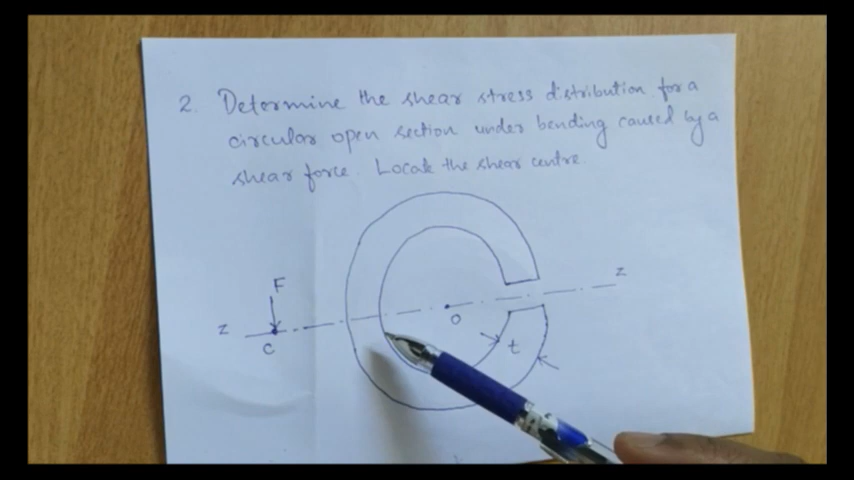 2. Determine the shear stress distribution for a
circular open section under bending caused by a
shear force. Locate the shear centre.
F
z
z
C
O
t